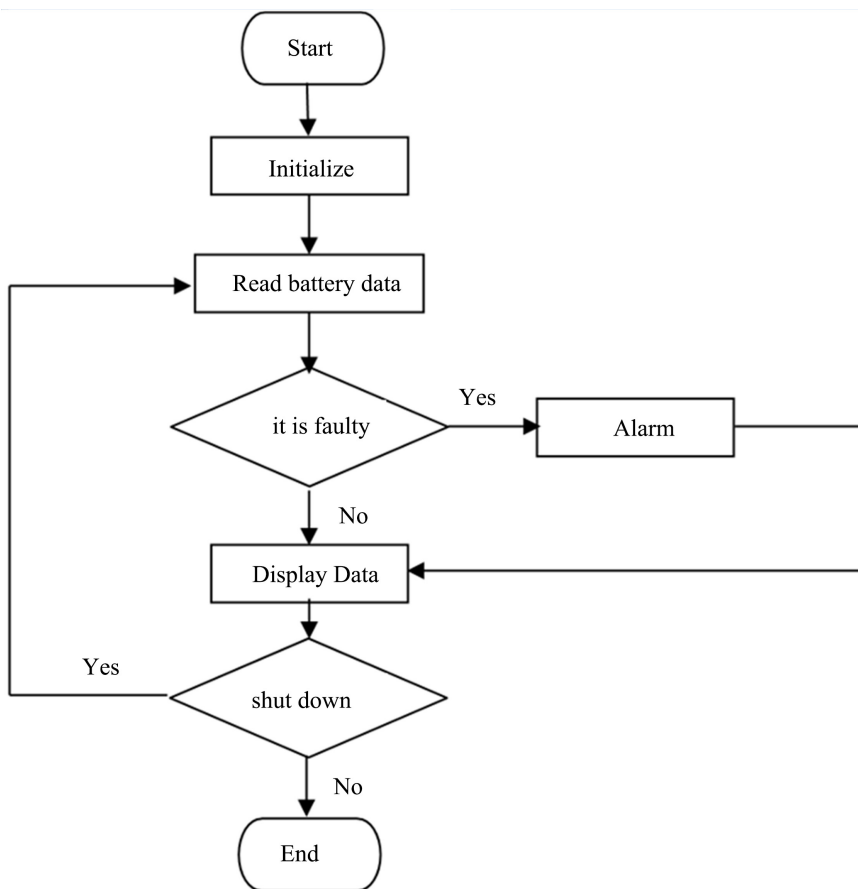 Start
Initialize
Read battery data
it is faulty
Yes
Alarm
No
Display Data
Yes
shut down
No
End